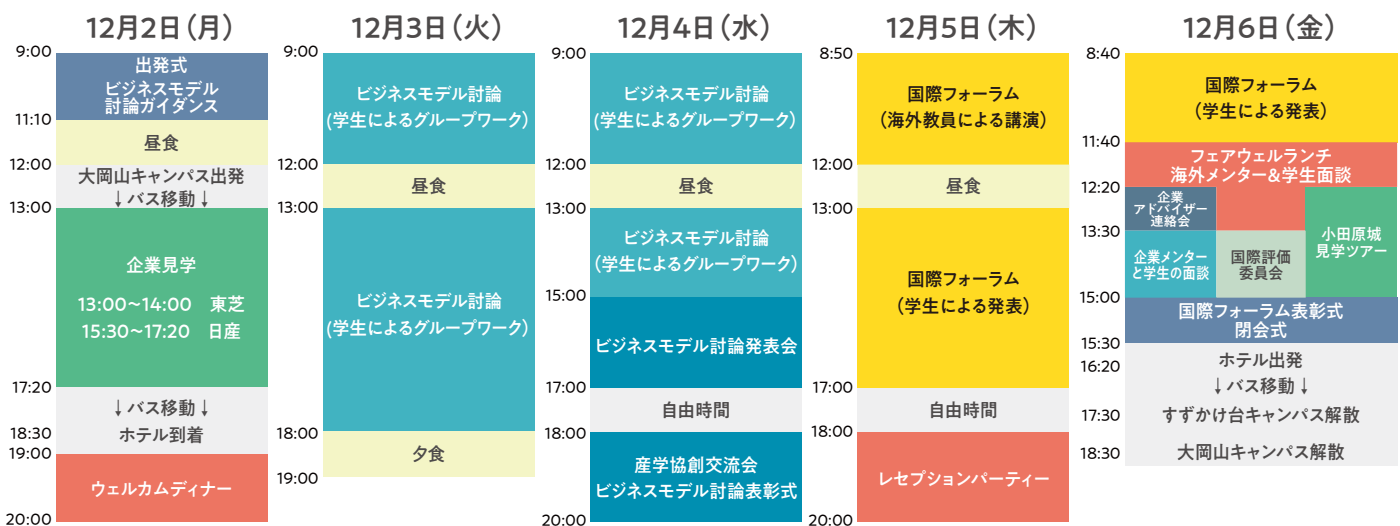 12月2日（月）
9:00
出発式
ビジネスモデル
討論ガイダンス
11:10
昼食
12:00
大岡山キャンパス出発
↓バス移動↓
13:00
企業見学
13:00〜14:00 東芝
15:30〜17:20 日産
17:20
↓バス移動↓
18:30
ホテル到着
19:00
ウェルカムディナー
20:00
12月3日（火）
9:00
ビジネスモデル討論
(学生によるグループワーク)
12:00
昼食
13:00
ビジネスモデル討論
(学生によるグループワーク)
18:00
夕食
19:00
12月4日（水）
9:00
ビジネスモデル討論
(学生によるグループワーク)
12:00
昼食
13:00
ビジネスモデル討論
(学生によるグループワーク)
15:00
ビジネスモデル討論発表会
17:00
自由時間
18:00
産学協創交流会
ビジネスモデル討論表彰式
20:00
12月5日（木）
8:50
国際フォーラム
(海外教員による講演)
12:00
昼食
13:00
国際フォーラム
(学生による発表)
17:00
自由時間
18:00
レセプションパーティー
20:00
12月6日（金）
8:40
国際フォーラム
(学生による発表)
11:40
フェアウェルランチ
海外メンター&学生面談
12:20
企業
アドバイザー
連絡会
13:30
企業メンター
と学生の面談
国際評価
委員会
小田原城
見学ツアー
15:00
国際フォーラム表彰式
閉会式
15:30
16:20
ホテル出発
↓バス移動↓
17:30
すずかけ台キャンパス解散
大岡山キャンパス解散
18:30